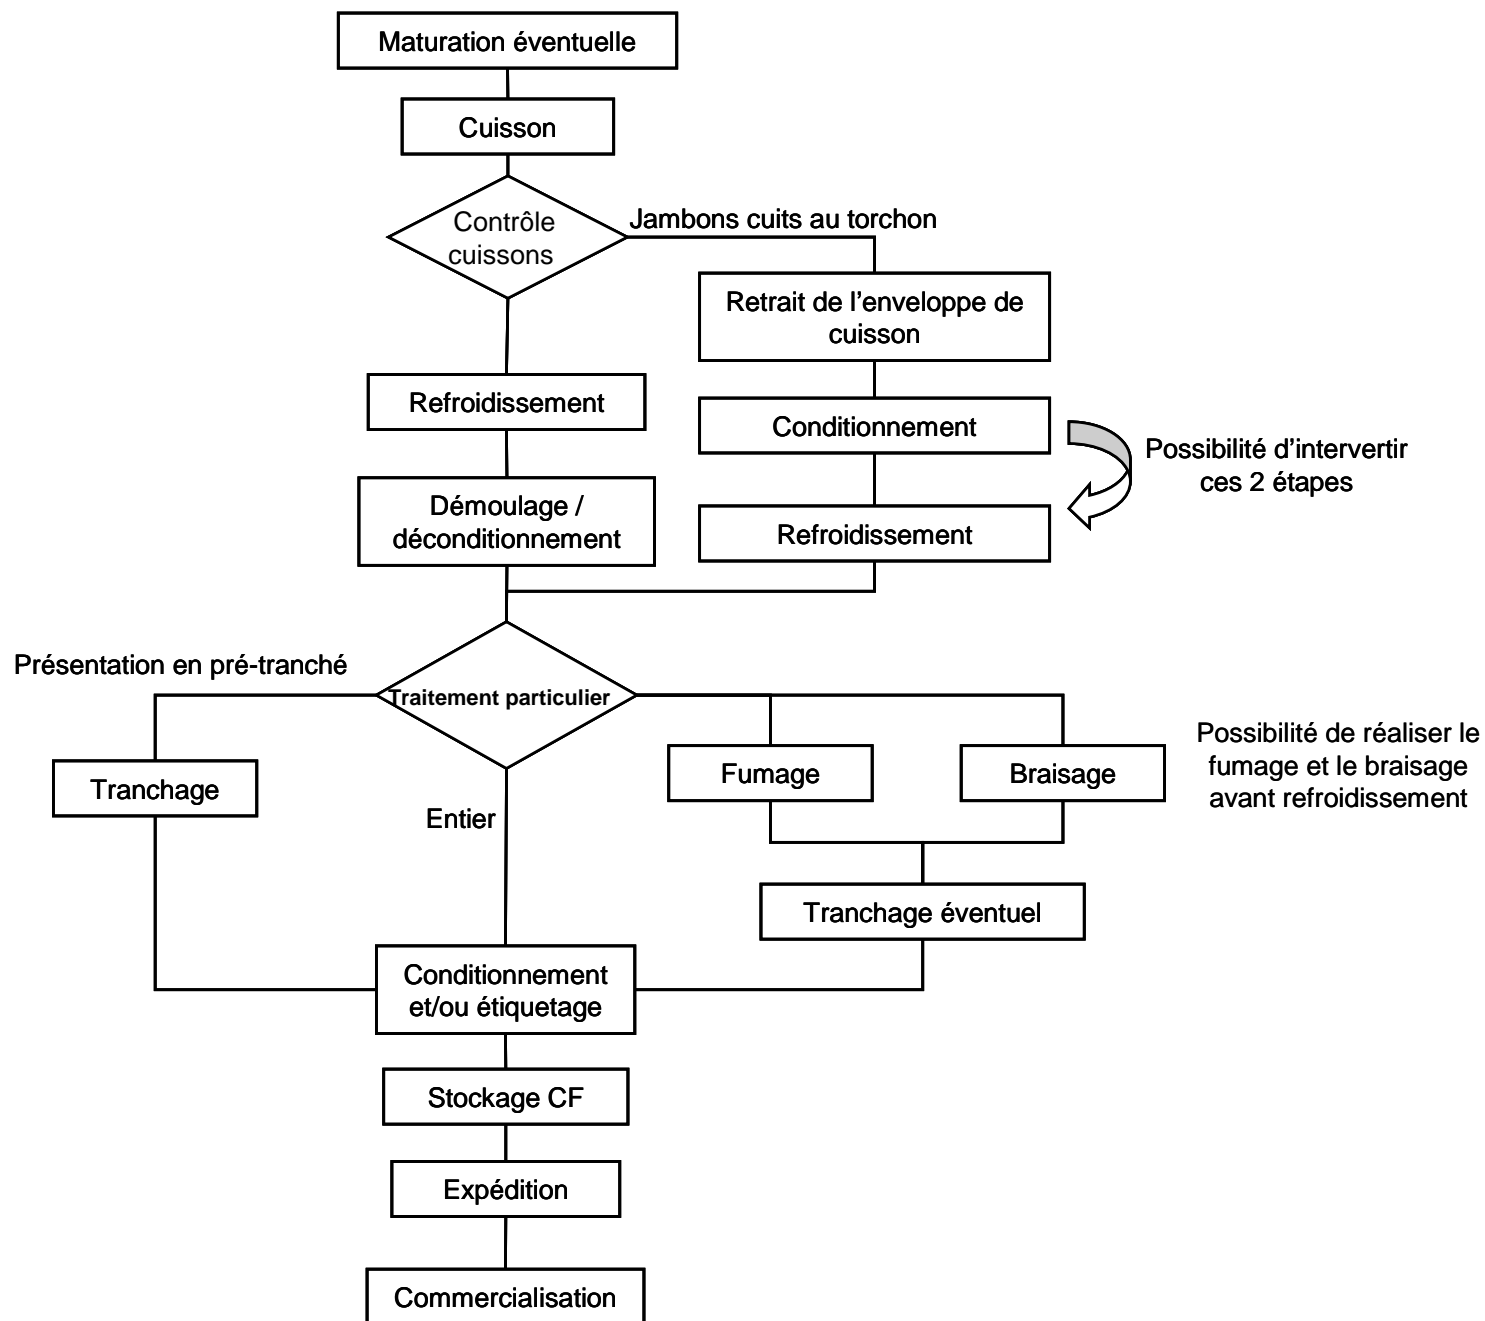 Maturation éventuelle
Cuisson
Contrôle
cuissons
Jambons cuits au torchon
Retrait de l’enveloppe de
cuisson
Refroidissement
Conditionnement
Possibilité d’intervertir
ces 2 étapes
Démoulage /
déconditionnement
Refroidissement
Présentation en pré-tranché
Traitement particulier
Tranchage
Entier
Fumage
Braisage
Possibilité de réaliser le
fumage et le braisage
avant refroidissement
Tranchage éventuel
Conditionnement
et/ou étiquetage
Stockage CF
Expédition
Commercialisation